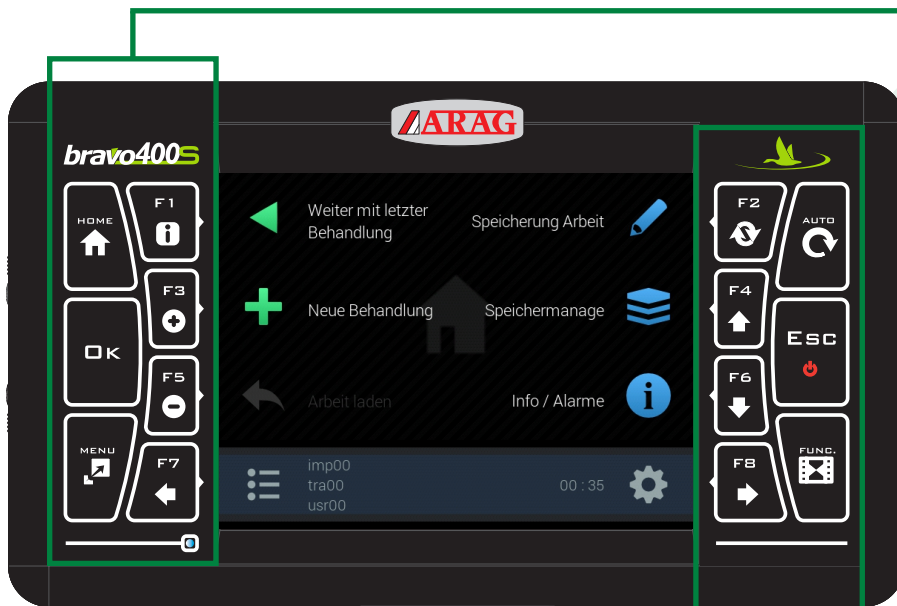 ARAG
bravo400S
HOME
F1
F3
OK
F5
MENU
F7
Weiter mit letzter
Behandlung
Speicherung Arbeit
Neue Behandlung
Speichermanage
Arbeit laden
Info / Alarme
imp00
tra00
usr00
00 : 35
F2
AUTO
F4
ESC
F6
FUNC.
F8